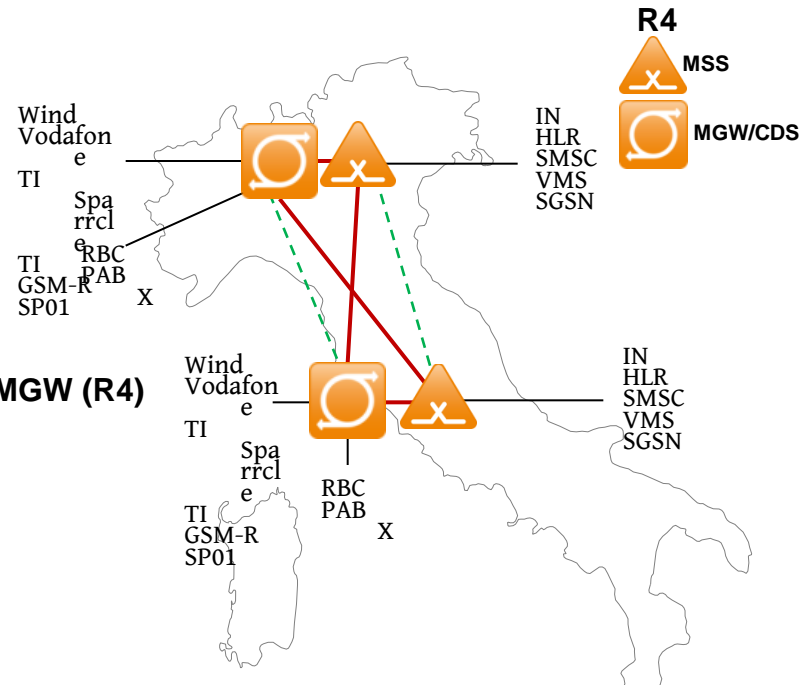 R4
MSS
MGW/CDS
Wind
Vodafon
e
TI
Spa
rrcl
e
TI
GSM-R
SP01
RBC
PAB
X
IN
HLR
SMSC
VMS
SGSN
MGW (R4)
Wind
Vodafon
e
TI
Spa
rrcl
e
TI
GSM-R
SP01
RBC
PAB
X
IN
HLR
SMSC
VMS
SGSN